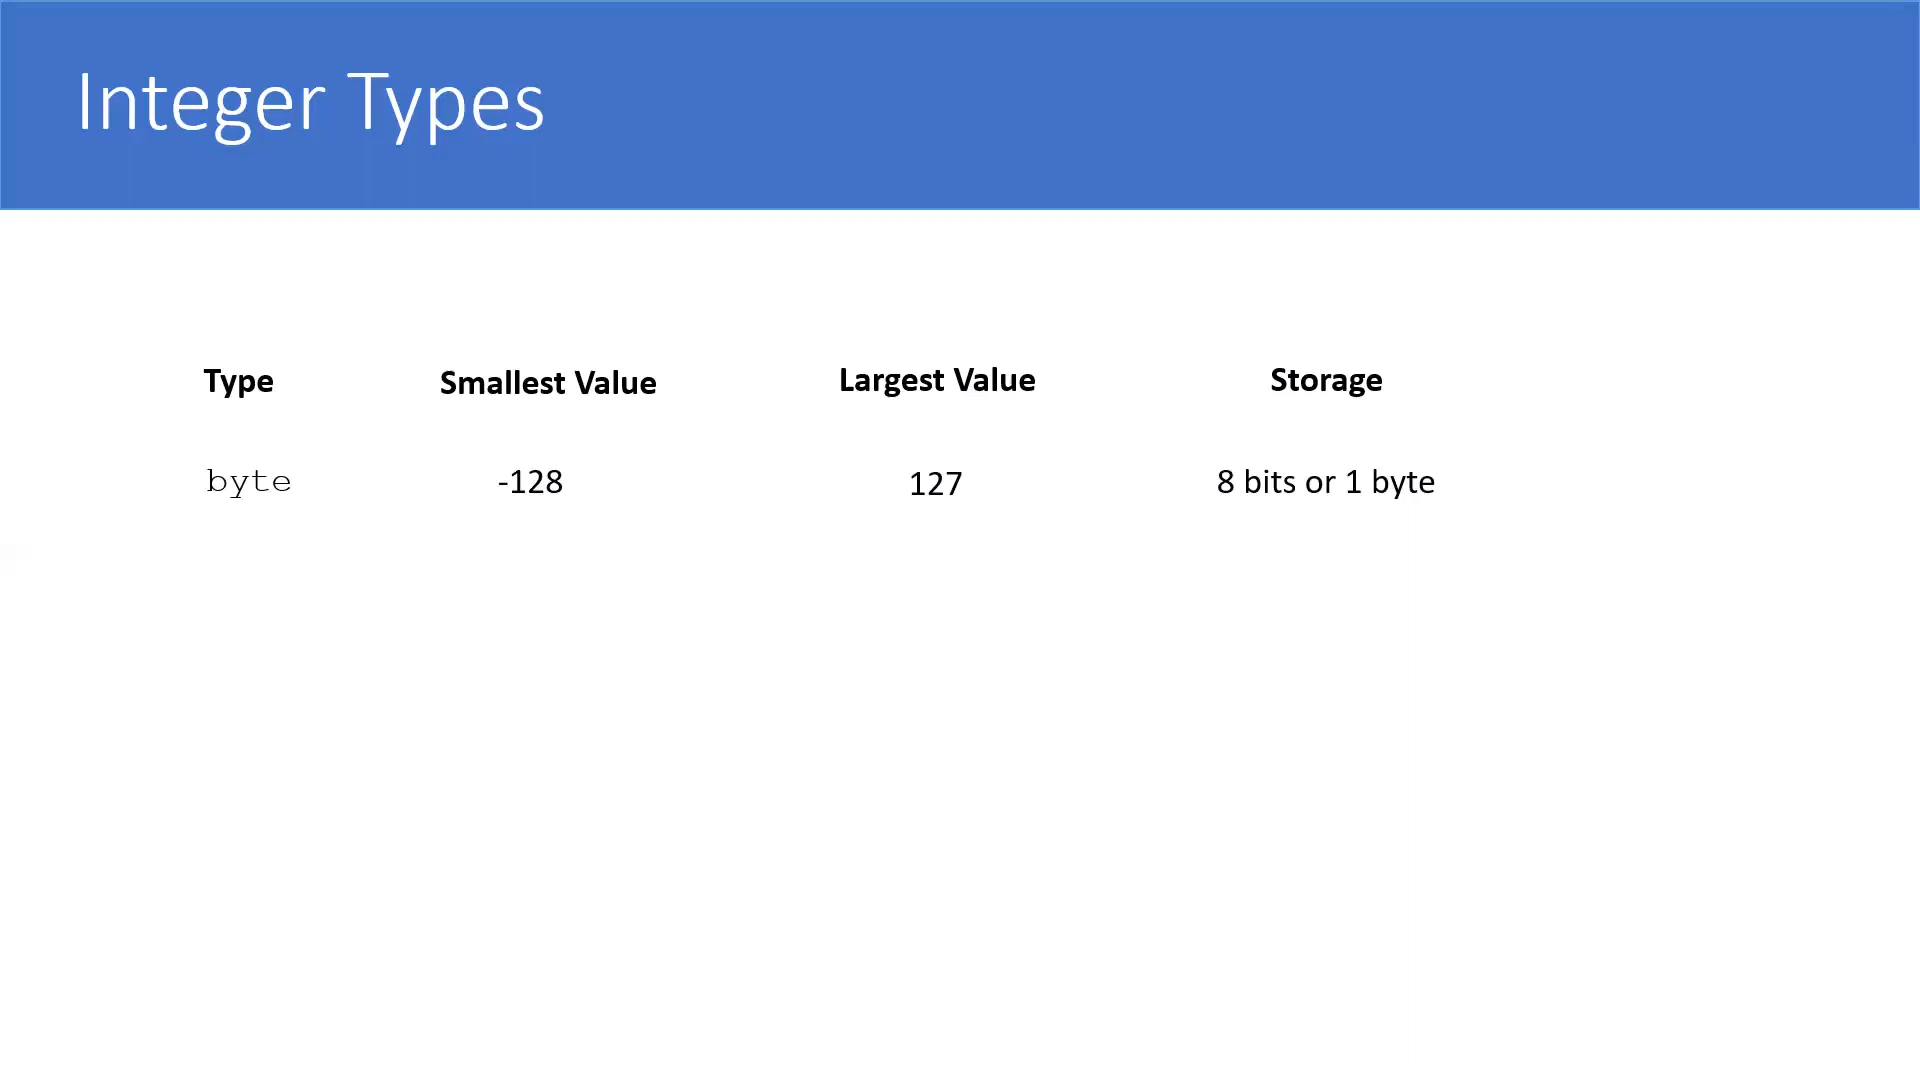 Integer Types
Type Smallest Value Largest Value Storage
byte -128 127 8 bits or 1 byte